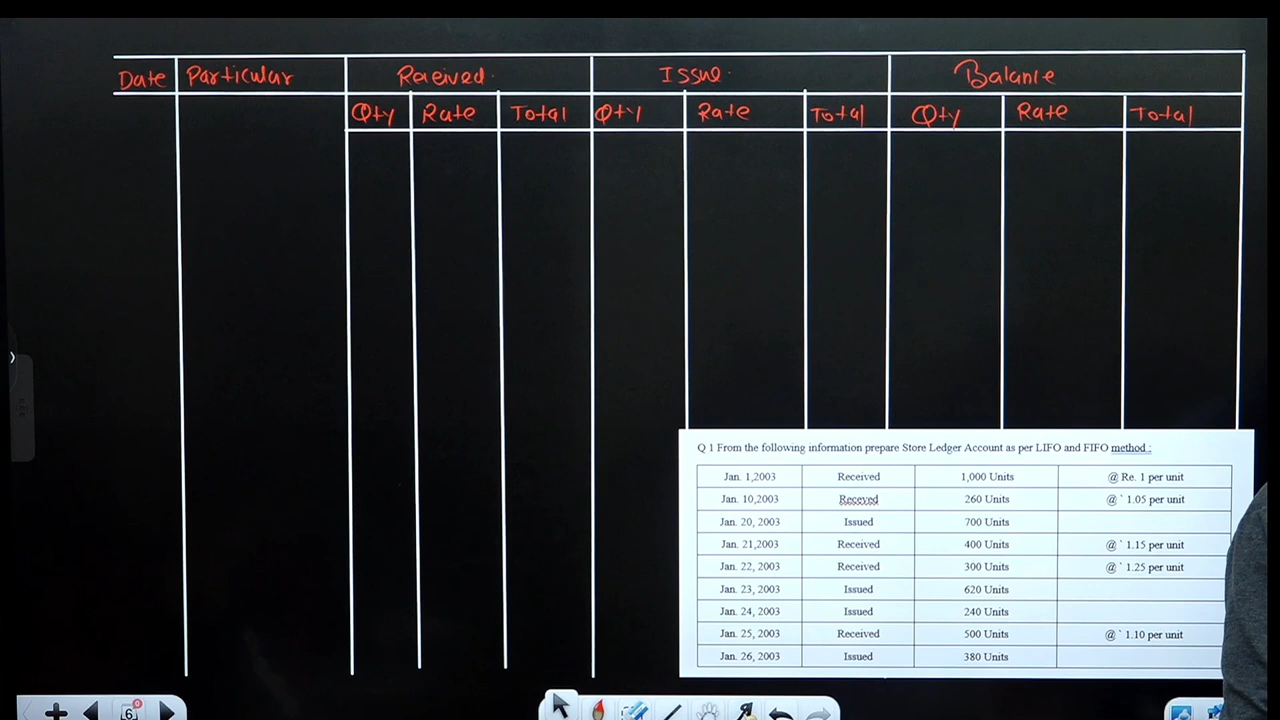 Date Particular Received Issue Balance
Qty Rate Total Qty Rate Total Qty Rate Total
Q 1 From the following information prepare Store Ledger Account as per LIFO and FIFO method :
Jan. 1,2003 Received 1,000 Units @ Re. 1 per unit
Jan. 10,2003 Receved 260 Units @ ` 1.05 per unit
Jan. 20, 2003 Issued 700 Units
Jan. 21,2003 Received 400 Units @ ` 1.15 per unit
Jan. 22, 2003 Received 300 Units @ ` 1.25 per unit
Jan. 23, 2003 Issued 620 Units
Jan. 24, 2003 Issued 240 Units
Jan. 25, 2003 Received 500 Units @ ` 1.10 per unit
Jan. 26, 2003 Issued 380 Units
6